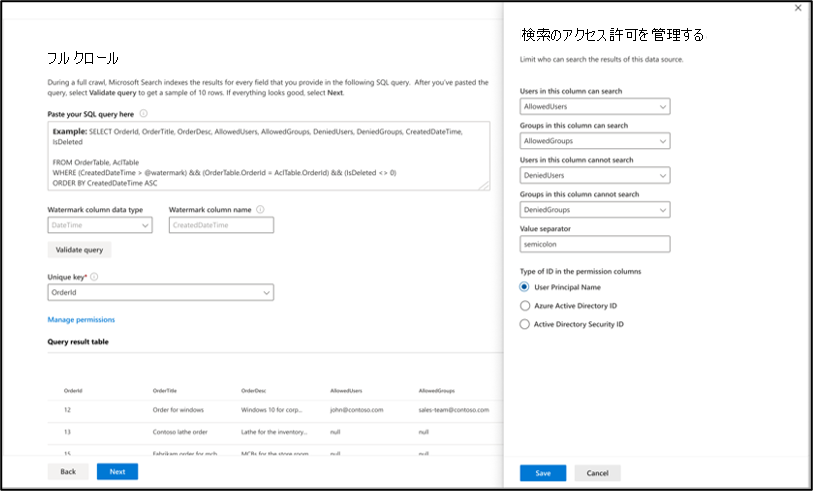 フル クロール
During a full crawl, Microsoft Search indexes the results for every field that you provide in the following SQL query. After you've pasted the
query, select Validate query to get a sample of 10 rows. If everything looks good, select Next.
Paste your SQL query here
Example: SELECT OrderId, OrderTitle, OrderDesc, AllowedUsers, AllowedGroups, DeniedUsers, DeniedGroups, CreatedDateTime,
IsDeleted
FROM OrderTable, AclTable
WHERE (CreatedDateTime > @watermark) && (OrderTable.OrderId = AclTable.OrderId) && (IsDeleted <> 0)
ORDER BY CreatedDateTime ASC
Watermark column data type
Watermark column name
DateTime
CreatedDateTime
Validate query
Unique key*
OrderId
Manage permissions
Query result table
OrderId OrderTitle OrderDesc AllowedUsers AllowedGroups
12 Order for windows Windows 10 for corp... john@contoso.com sales-team@contoso.com
13 Contoso lathe order Lathe for the inventory... null null
15 Fabrikam order for mcb MCBs for the store room null null
Back
Next
検索のアクセス許可を管理する
Limit who can search the results of this data source.
Users in this column can search
AllowedUsers
Groups in this column can search
AllowedGroups
Users in this column cannot search
DeniedUsers
Groups in this column cannot search
DeniedGroups
Value separator
semicolon
Type of ID in the permission columns
User Principal Name
Azure Active Directory ID
Active Directory Security ID
Save
Cancel